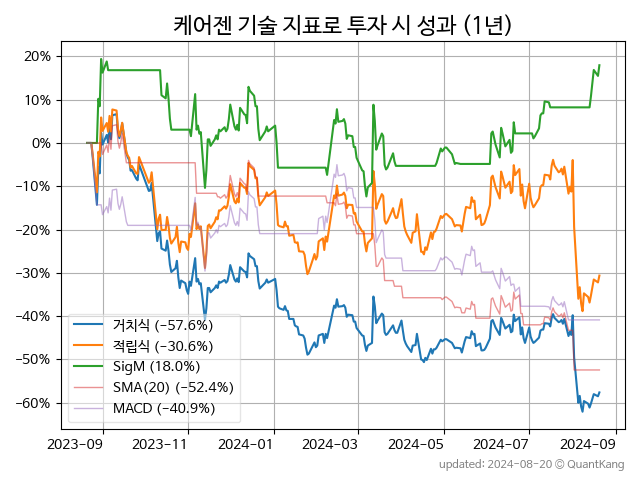 케어젠 기술 지표로 투자 시 성과 (1년)
20%
10%
0%
−10%
−20%
−30%
−40%
−50%
−60%
거치식 (−57.6%)
적립식 (−30.6%)
SigM (18.0%)
SMA(20) (−52.4%)
MACD (−40.9%)
2023-09 2023-11 2024-01 2024-03 2024-05 2024-07 2024-09
updated: 2024-08-20 © QuantKang